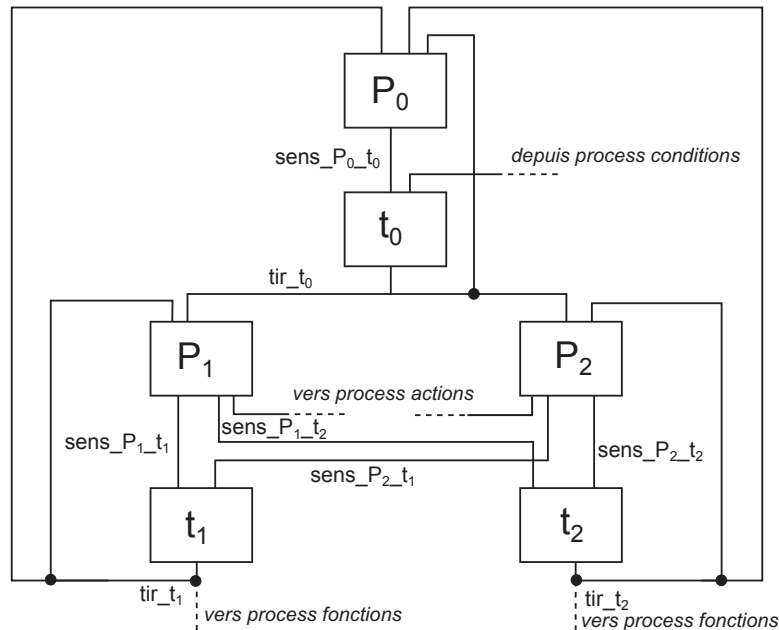 P₀
sens_P₀_t₀
depuis process conditions
t₀
tir_t₀
P₁
P₂
vers process actions
sens_P₁_t₁
sens_P₁_t₂
sens_P₂_t₂
sens_P₂_t₁
t₁
t₂
tir_t₁
tir_t₂
vers process fonctions
vers process fonctions